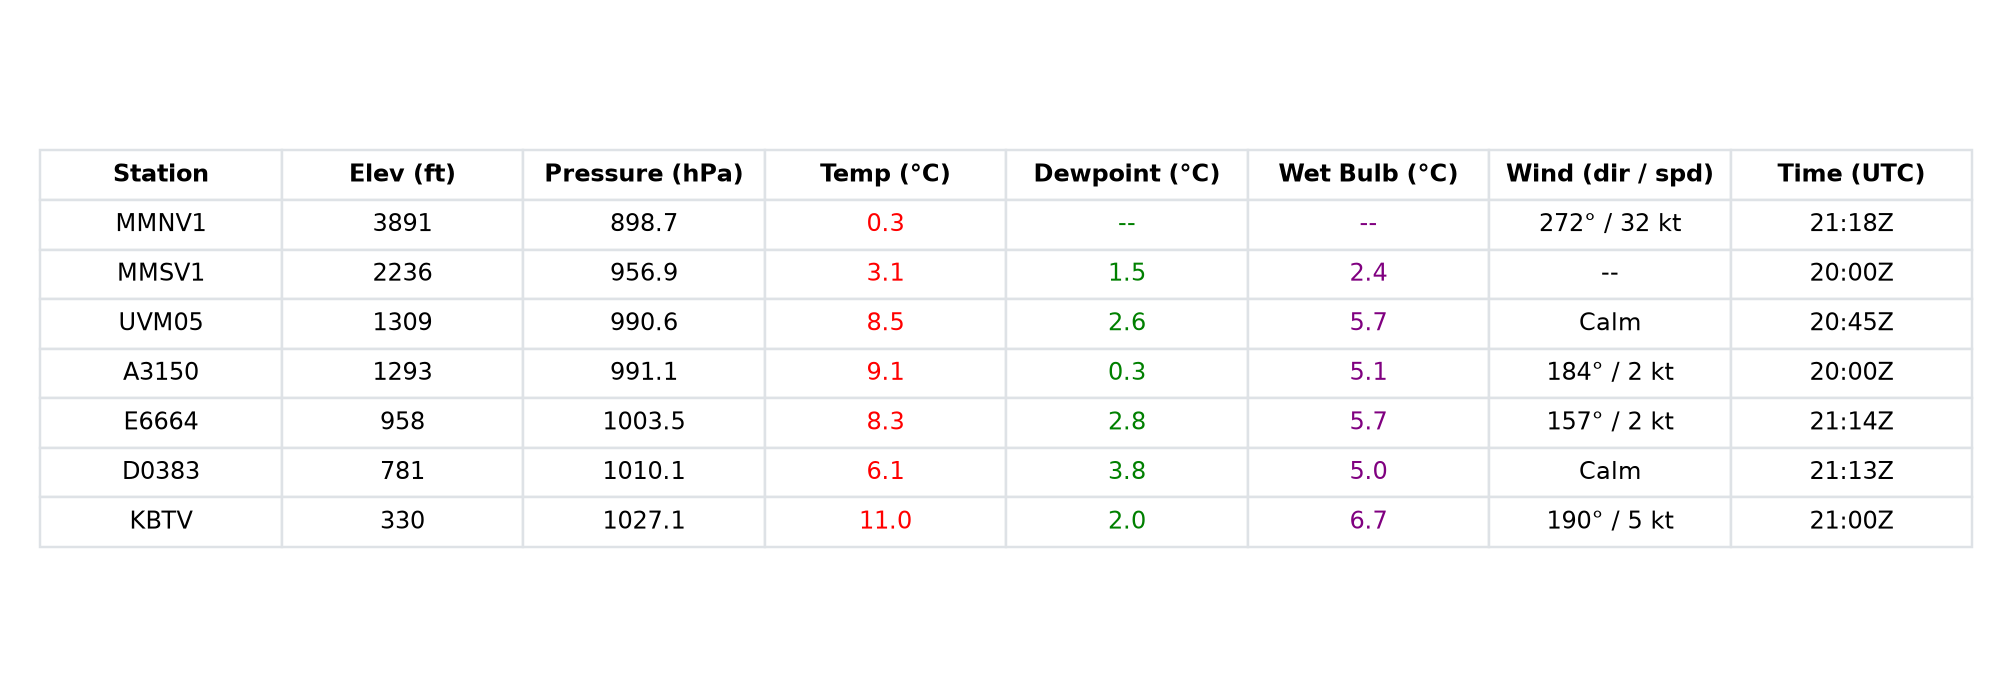 Station Elev (ft) Pressure (hPa) Temp (°C) Dewpoint (°C) Wet Bulb (°C) Wind (dir / spd) Time (UTC)
MMNV1 3891 898.7 0.3 -- -- 272° / 32 kt 21:18Z
MMSV1 2236 956.9 3.1 1.5 2.4 -- 20:00Z
UVM05 1309 990.6 8.5 2.6 5.7 Calm 20:45Z
A3150 1293 991.1 9.1 0.3 5.1 184° / 2 kt 20:00Z
E6664 958 1003.5 8.3 2.8 5.7 157° / 2 kt 21:14Z
D0383 781 1010.1 6.1 3.8 5.0 Calm 21:13Z
KBTV 330 1027.1 11.0 2.0 6.7 190° / 5 kt 21:00Z